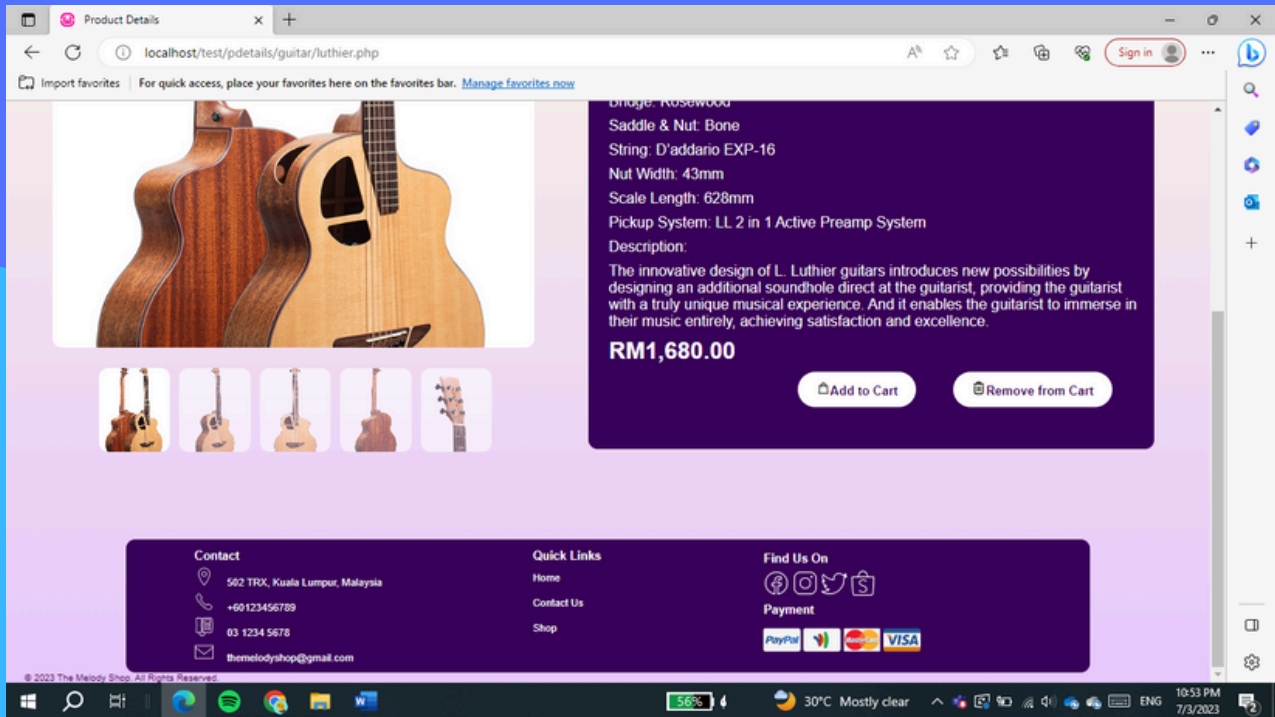 Product Details
localhost/test/pdetails/guitar/luthier.php
Sign in
Import favorites
For quick access, place your favorites here on the favorites bar. Manage favorites now
Bridge: Rosewood
Saddle & Nut: Bone
String: D'addario EXP-16
Nut Width: 43mm
Scale Length: 628mm
Pickup System: LL 2 in 1 Active Preamp System
Description:
The innovative design of L. Luthier guitars introduces new possibilities by
designing an additional soundhole direct at the guitarist, providing the guitarist
with a truly unique musical experience. And it enables the guitarist to immerse in
their music entirely, achieving satisfaction and excellence.
RM1,680.00
Add to Cart
Remove from Cart
Contact
502 TRX, Kuala Lumpur, Malaysia
+60123456789
03 1234 5678
themelodyshop@gmail.com
Quick Links
Home
Contact Us
Shop
Find Us On
Payment
PayPal
MasterCard
VISA
© 2023 The Melody Shop. All Rights Reserved.
56%
30°C Mostly clear
ENG
10:53 PM
7/3/2023
2